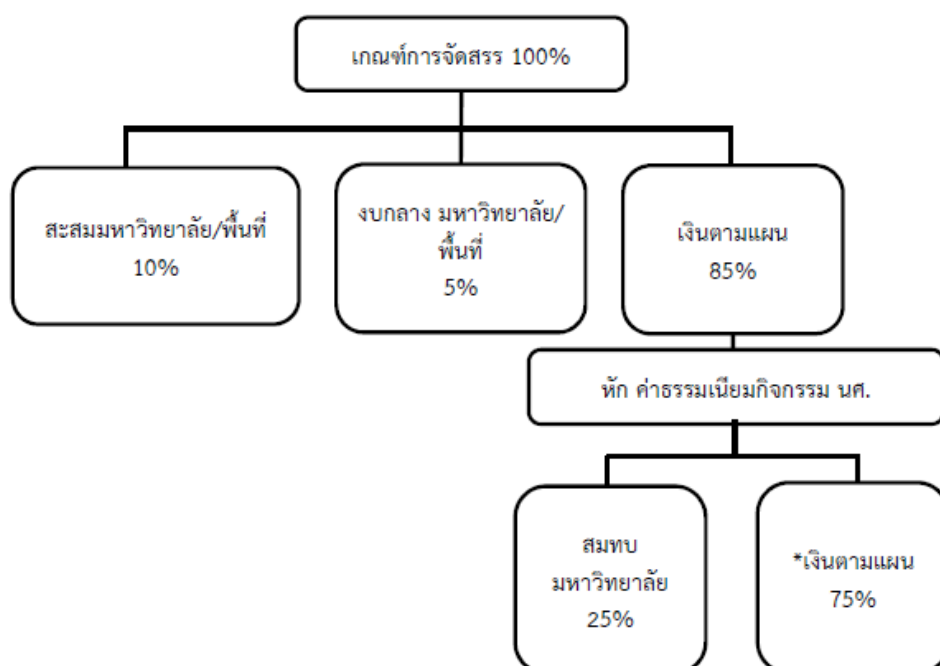 เกณฑ์การจัดสรร 100%
สะสมมหาวิทยาลัย/พื้นที่
10%
งบกลาง มหาวิทยาลัย/
พื้นที่
5%
เงินตามแผน
85%
หัก ค่าธรรมเนียมกิจกรรม นศ.
สมทบ
มหาวิทยาลัย
25%
*เงินตามแผน
75%